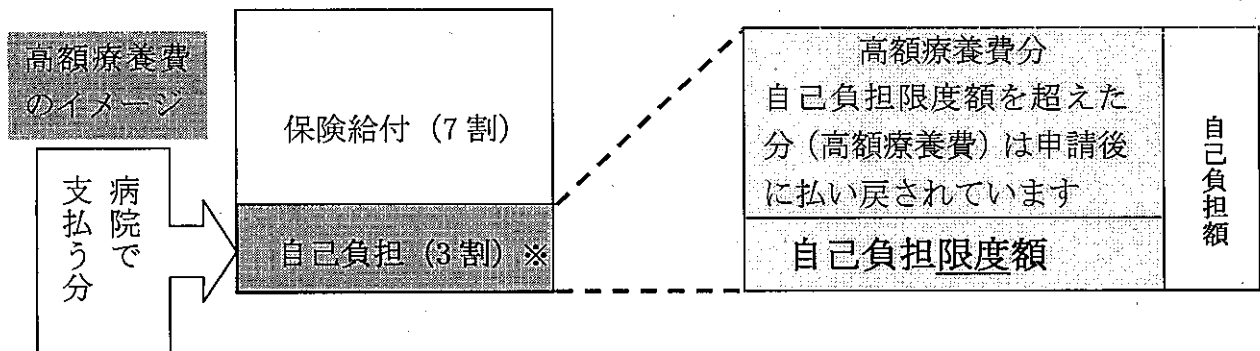 高額療養費
のイメージ
病院で
支払う分
保険給付（7割）
自己負担（3割）※
高額療養費分
自己負担限度額を超えた
分（高額療養費）は申請後
に払い戻されています
自己負担限度額
自己負担額